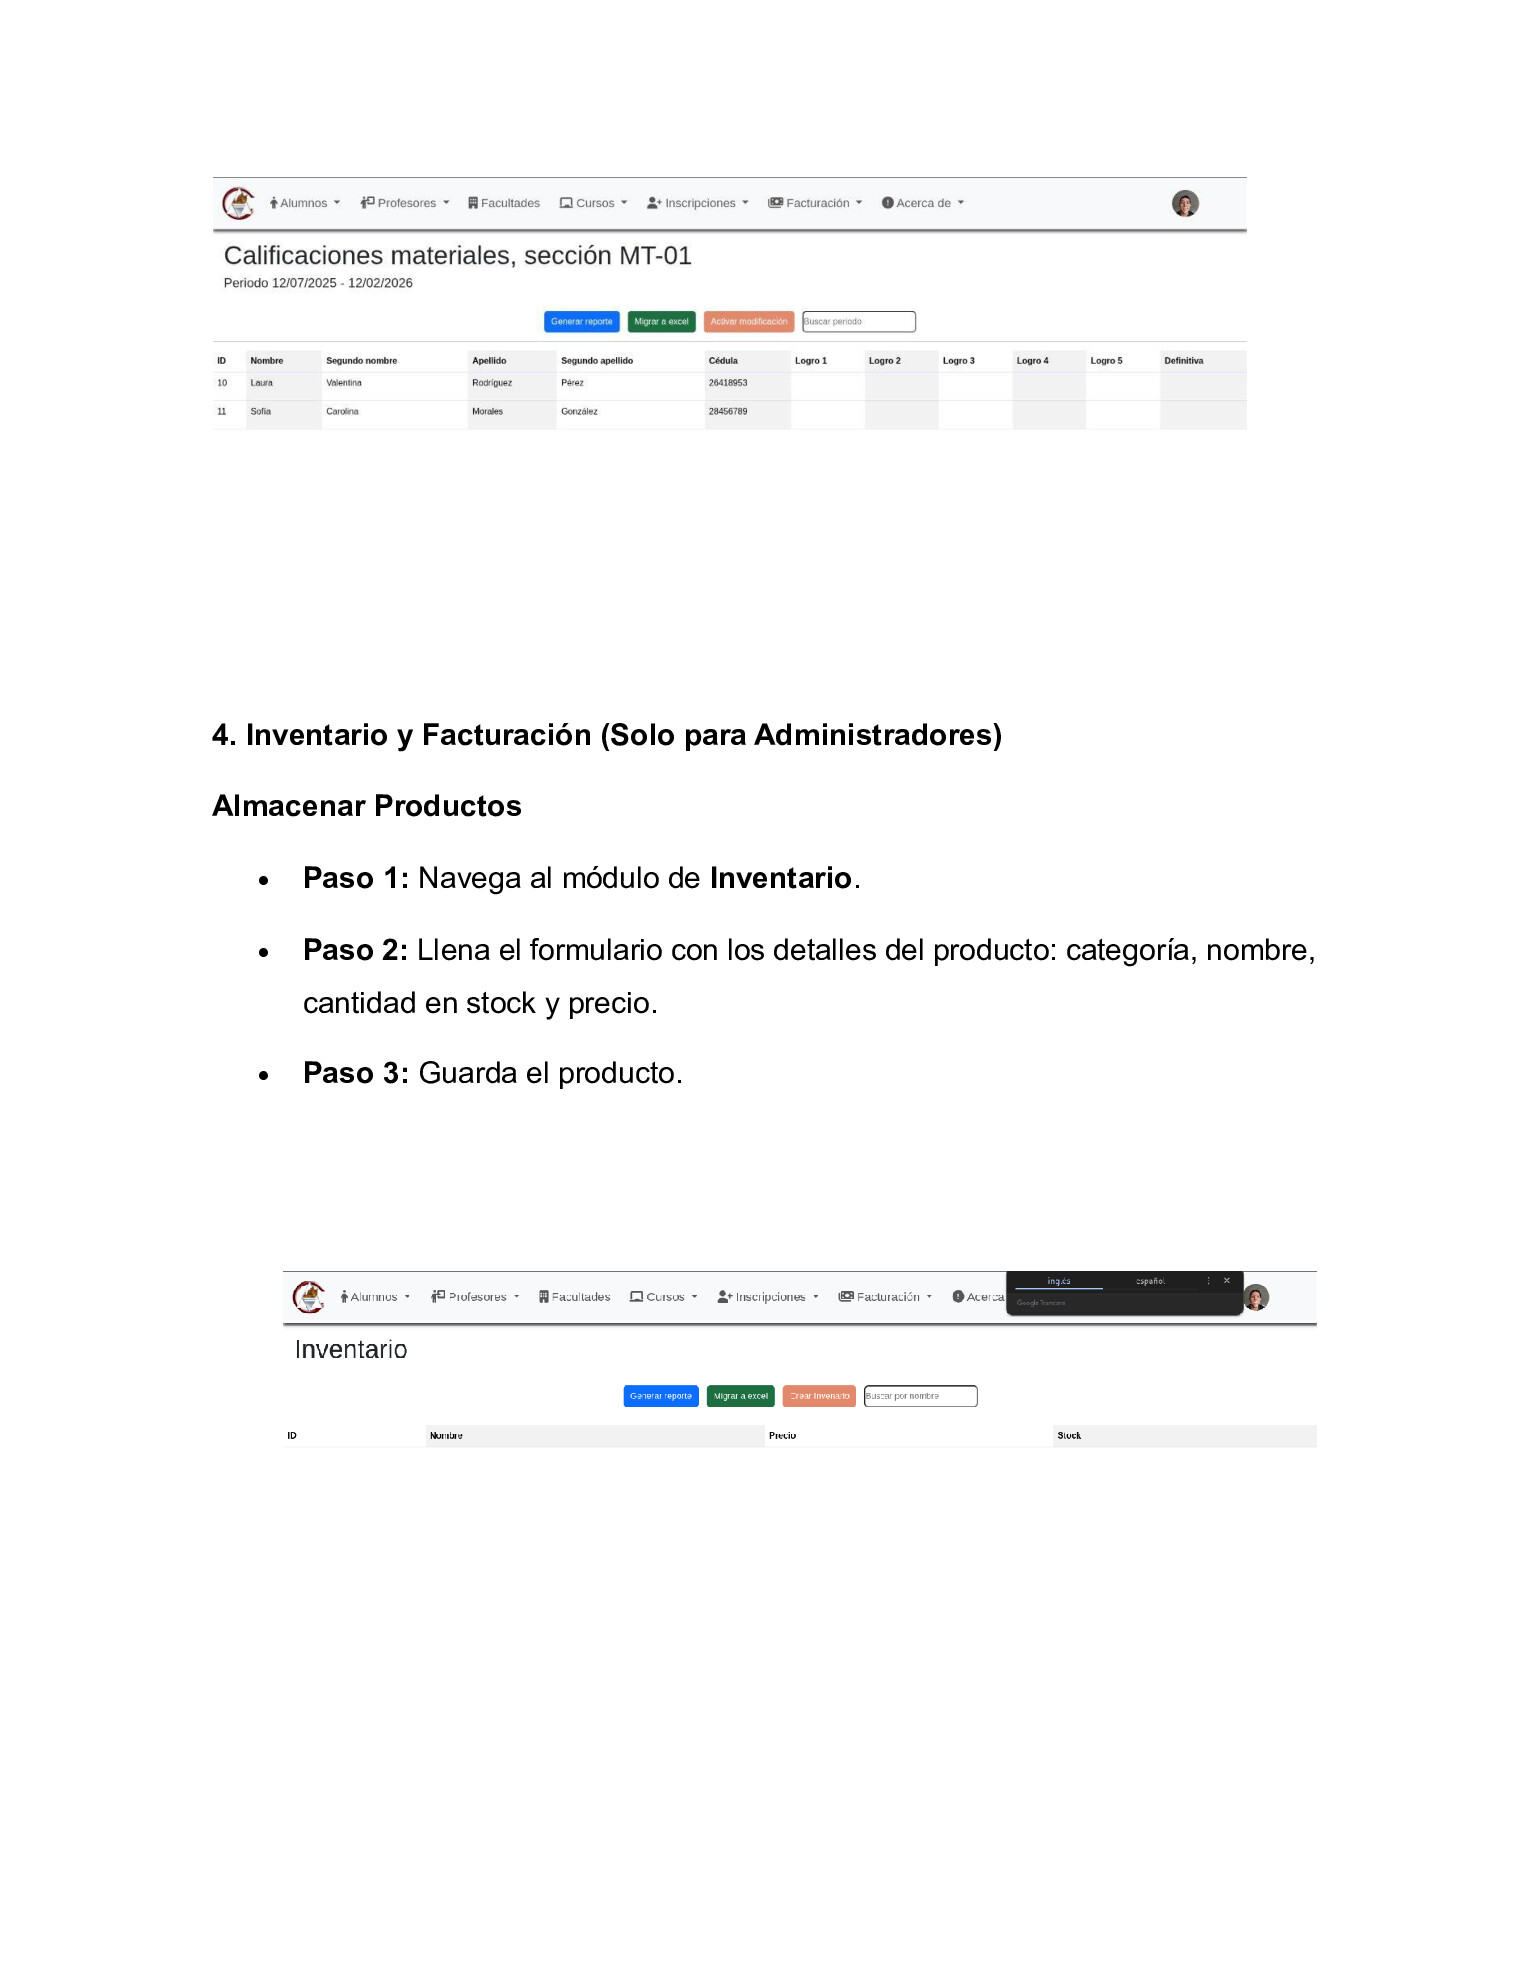 Alumnos Profesores Facultades Cursos Inscripciones Facturación Acerca de
Calificaciones materiales, sección MT-01
Periodo 12/07/2025 - 12/02/2026
Generar reporte Migrar a excel Activar modificación Buscar periodo
ID Nombre Segundo nombre Apellido Segundo apellido Cédula Logro 1 Logro 2 Logro 3 Logro 4 Logro 5 Definitiva
10 Laura Valentina Rodríguez Pérez 26418953
11 Sofía Carolina Morales González 28456789
4. Inventario y Facturación (Solo para Administradores)
Almacenar Productos
• Paso 1: Navega al módulo de Inventario.
• Paso 2: Llena el formulario con los detalles del producto: categoría, nombre,
cantidad en stock y precio.
• Paso 3: Guarda el producto.
Alumnos Profesores Facultades Cursos Inscripciones Facturación Acerca
inglés español
Google Translate
Inventario
Generar reporte Migrar a excel Crear Invenario Buscar por nombre
ID Nombre Precio Stock